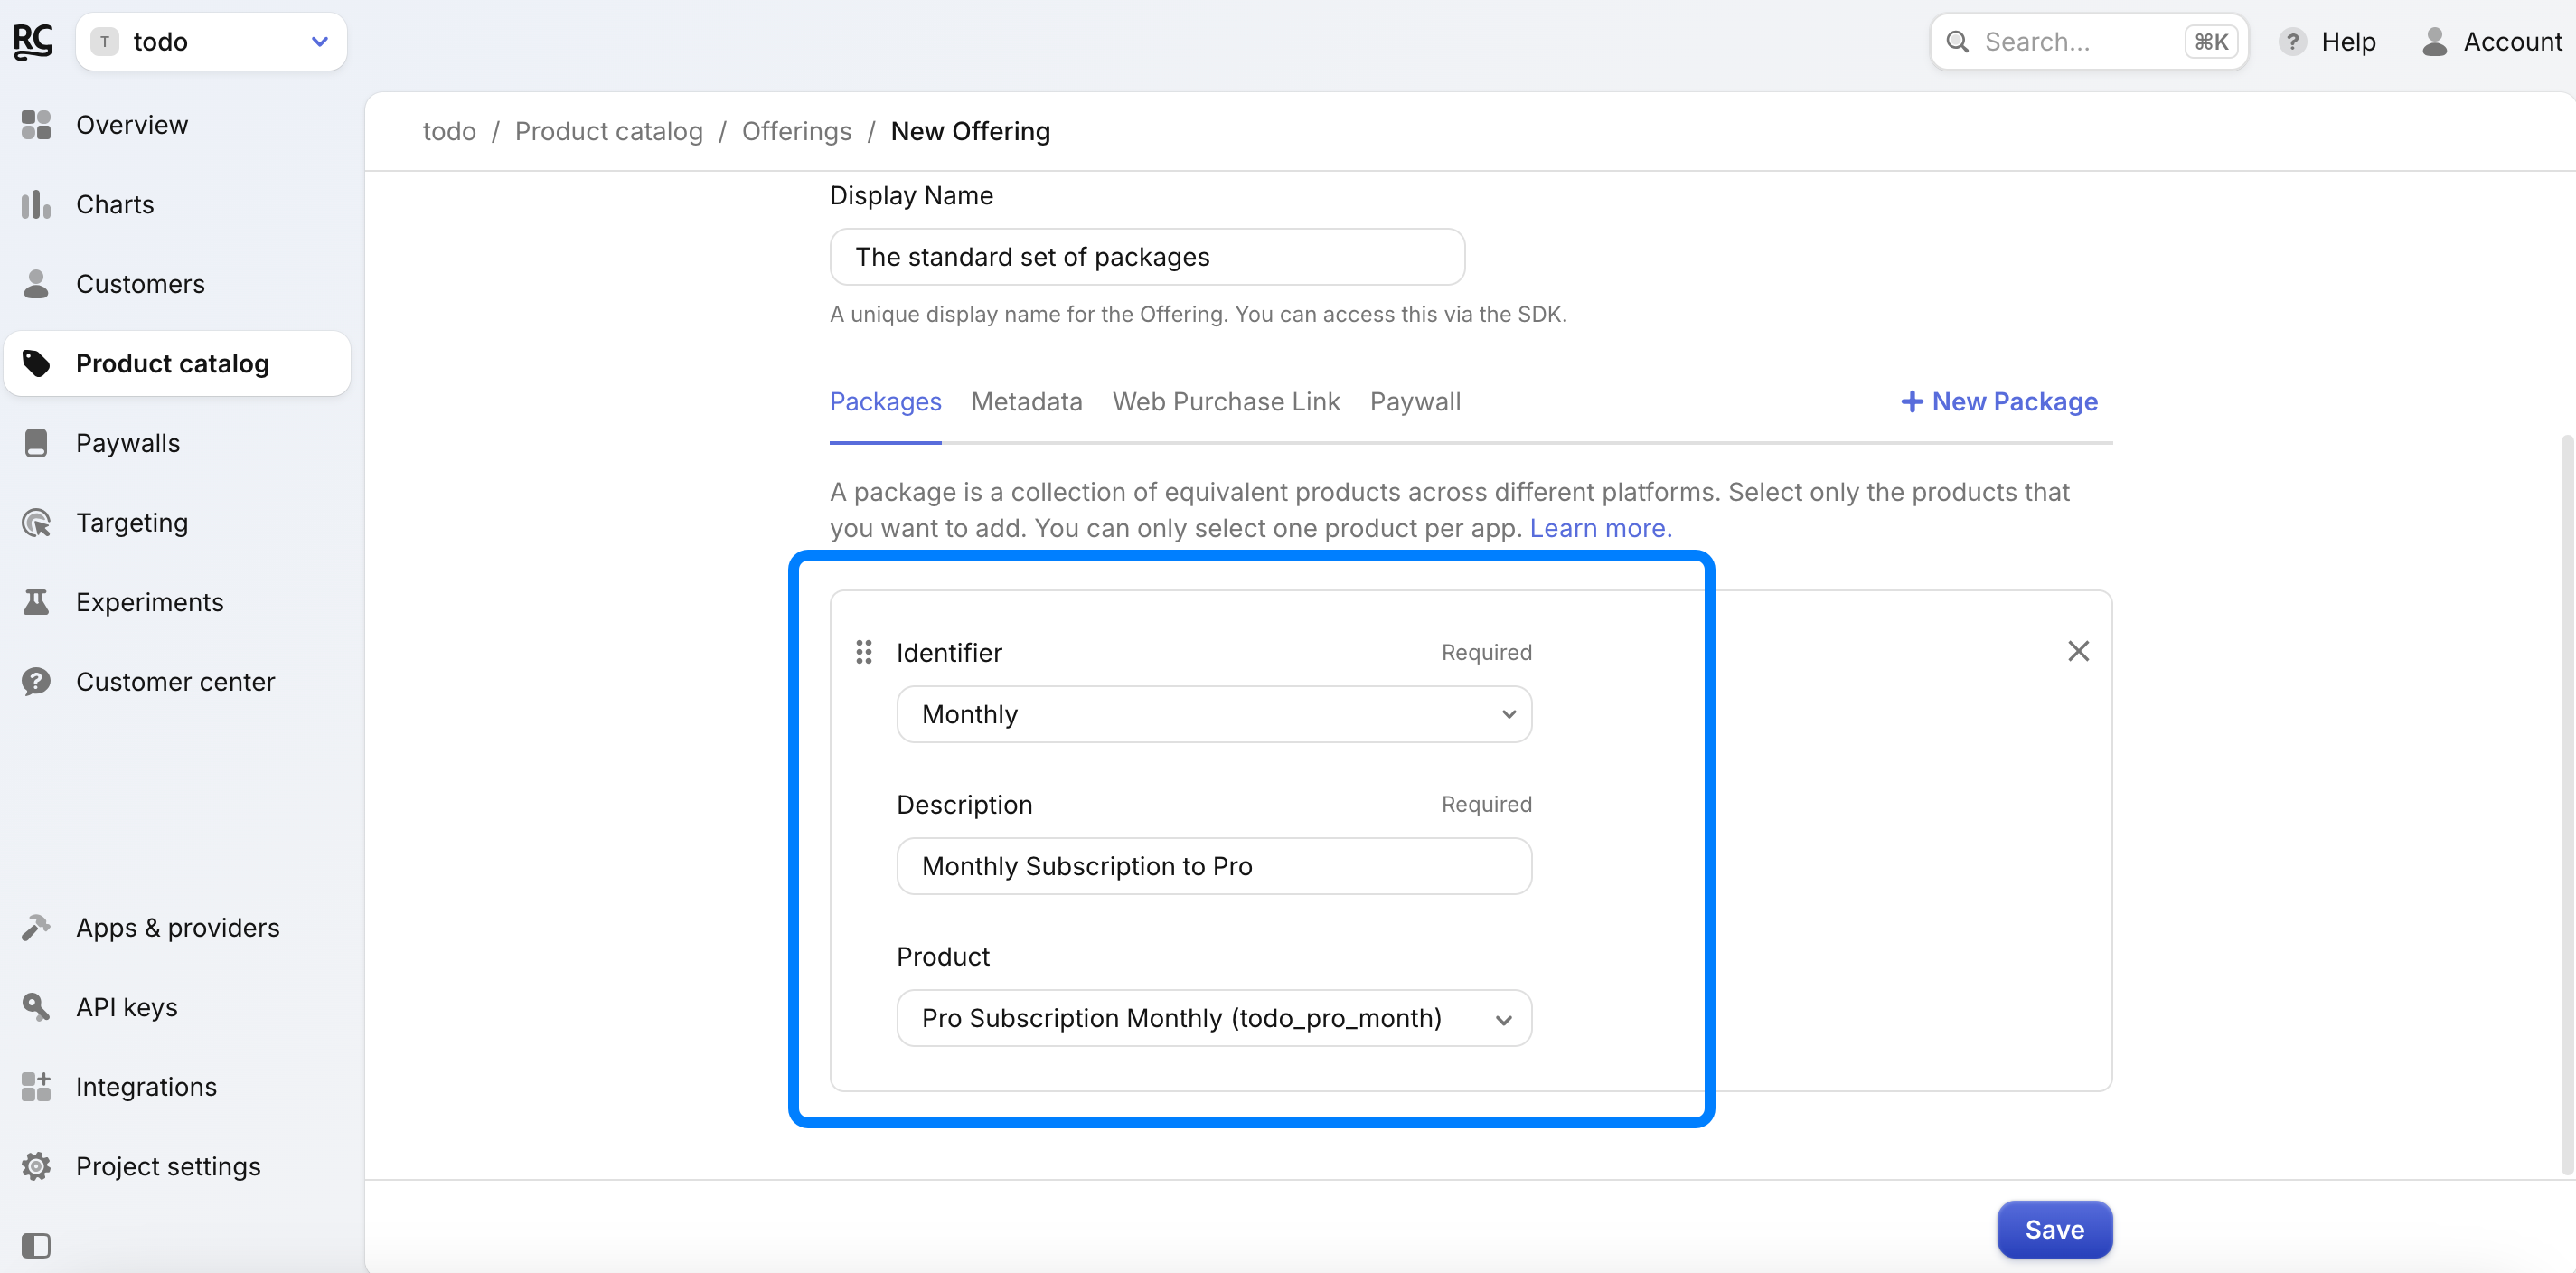 RC
T todo
Search... ⌘K
? Help
Account
Overview
Charts
Customers
Product catalog
Paywalls
Targeting
Experiments
Customer center
Apps & providers
API keys
Integrations
Project settings
todo / Product catalog / Offerings / New Offering
Display Name
The standard set of packages
A unique display name for the Offering. You can access this via the SDK.
Packages Metadata Web Purchase Link Paywall
+ New Package
A package is a collection of equivalent products across different platforms. Select only the products that
you want to add. You can only select one product per app. Learn more.
Identifier Required
Monthly
Description Required
Monthly Subscription to Pro
Product
Pro Subscription Monthly (todo_pro_month)
Save